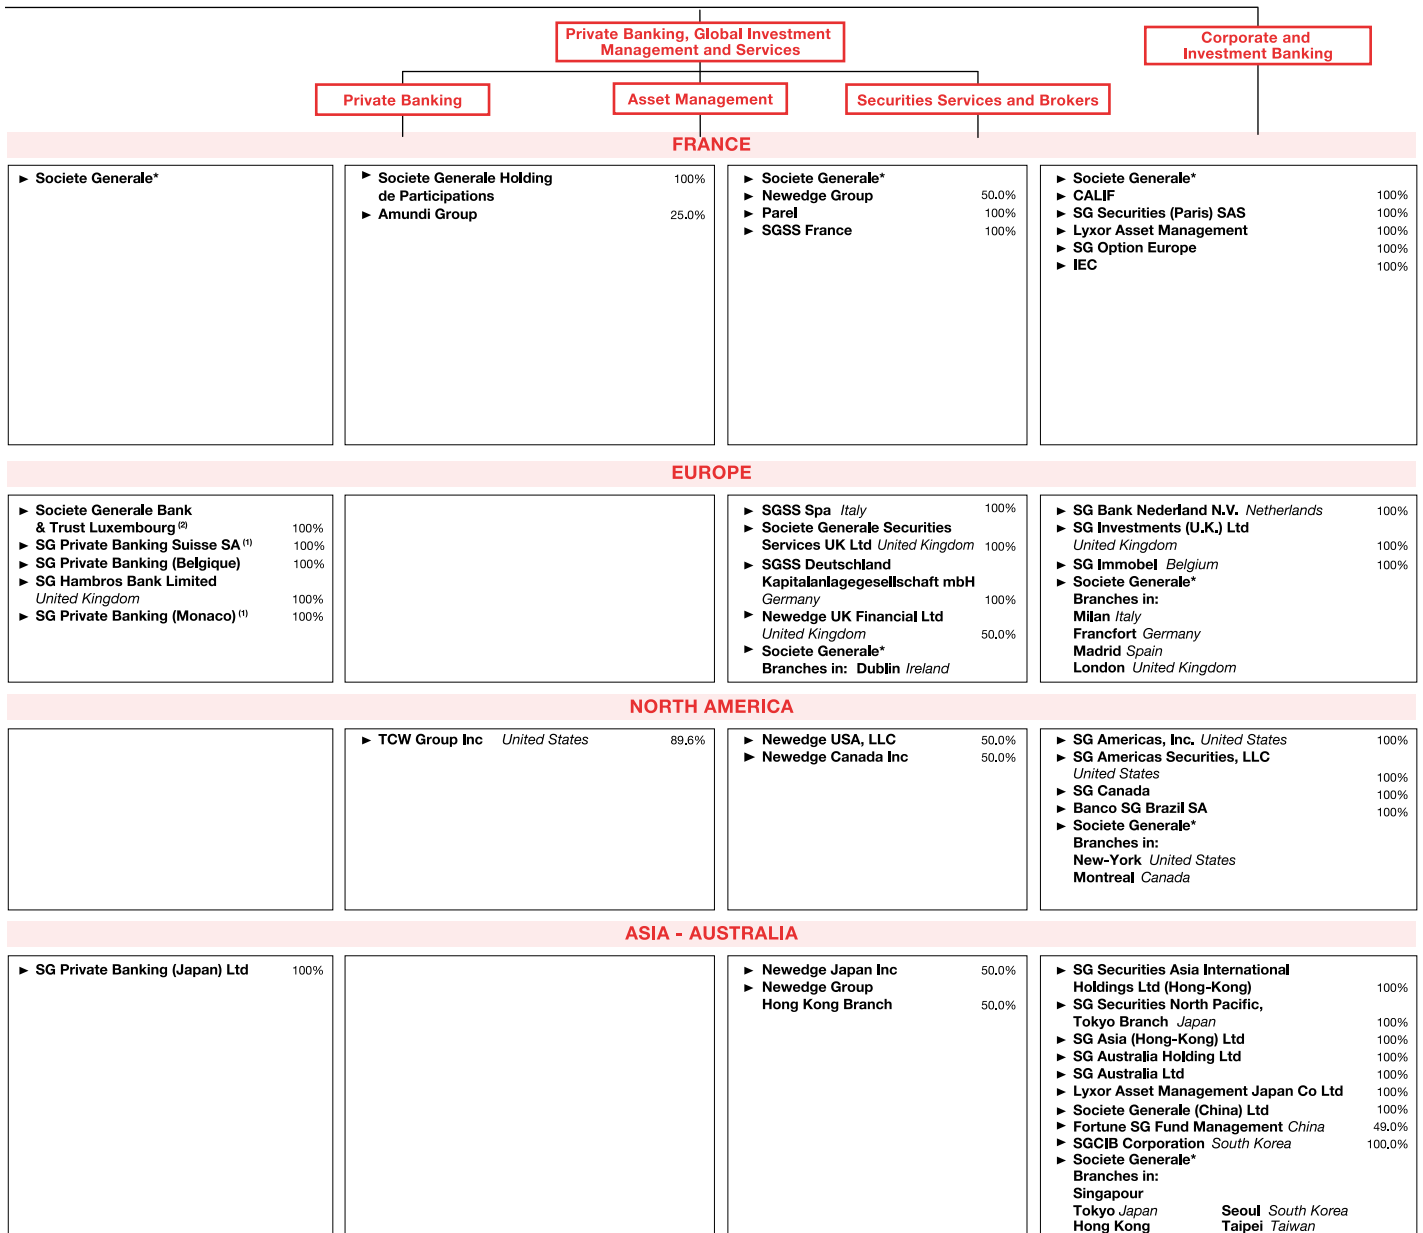 Private Banking, Global Investment
Management and Services
Corporate and
Investment Banking
Private Banking
Asset Management
Securities Services and Brokers
FRANCE
► Societe Generale*
► Societe Generale Holding 100%
de Participations
► Amundi Group 25.0%
► Societe Generale*
► Newedge Group 50.0%
► Parel 100%
► SGSS France 100%
► Societe Generale*
► CALIF 100%
► SG Securities (Paris) SAS 100%
► Lyxor Asset Management 100%
► SG Option Europe 100%
► IEC 100%
EUROPE
► Societe Generale Bank
& Trust Luxembourg (2) 100%
► SG Private Banking Suisse SA (1) 100%
► SG Private Banking (Belgique) 100%
► SG Hambros Bank Limited
United Kingdom 100%
► SG Private Banking (Monaco) (1) 100%
► SGSS Spa Italy 100%
► Societe Generale Securities
Services UK Ltd United Kingdom 100%
► SGSS Deutschland
Kapitalanlagegesellschaft mbH
Germany 100%
► Newedge UK Financial Ltd
United Kingdom 50.0%
► Societe Generale*
Branches in: Dublin Ireland
► SG Bank Nederland N.V. Netherlands 100%
► SG Investments (U.K.) Ltd
United Kingdom 100%
► SG Immobel Belgium 100%
► Societe Generale*
Branches in:
Milan Italy
Francfort Germany
Madrid Spain
London United Kingdom
NORTH AMERICA
► TCW Group Inc United States 89.6%
► Newedge USA, LLC 50.0%
► Newedge Canada Inc 50.0%
► SG Americas, Inc. United States 100%
► SG Americas Securities, LLC
United States 100%
► SG Canada 100%
► Banco SG Brazil SA 100%
► Societe Generale*
Branches in:
New-York United States
Montreal Canada
ASIA - AUSTRALIA
► SG Private Banking (Japan) Ltd 100%
► Newedge Japan Inc 50.0%
► Newedge Group
Hong Kong Branch 50.0%
► SG Securities Asia International
Holdings Ltd (Hong-Kong) 100%
► SG Securities North Pacific,
Tokyo Branch Japan 100%
► SG Asia (Hong-Kong) Ltd 100%
► SG Australia Holding Ltd 100%
► SG Australia Ltd 100%
► Lyxor Asset Management Japan Co Ltd 100%
► Societe Generale (China) Ltd 100%
► Fortune SG Fund Management China 49.0%
► SGCIB Corporation South Korea 100.0%
► Societe Generale*
Branches in:
Singapour
Tokyo Japan Seoul South Korea
Hong Kong Taipei Taiwan